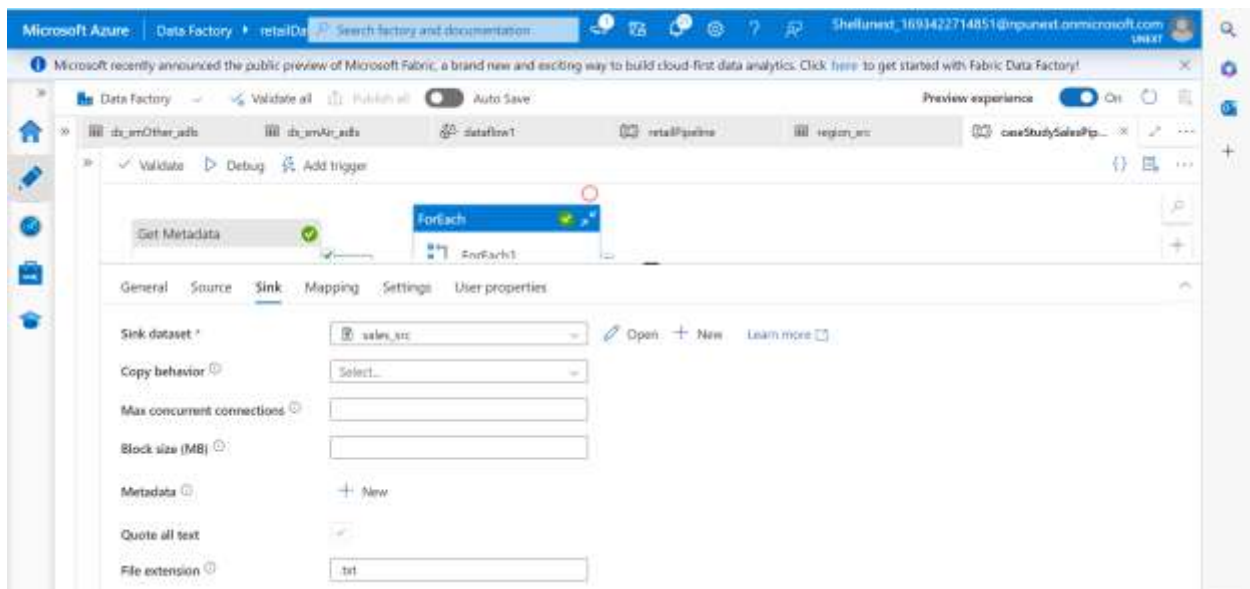 Microsoft Azure Data Factory retailDa Search factory and documentation Shellunext_1693422714851@npunext.onmicrosoft.com
UNEXT
Microsoft recently announced the public preview of Microsoft Fabric, a brand new and exciting way to build cloud-first data analytics. Click here to get started with Fabric Data Factory!
Data Factory Validate all Publish all Auto Save Preview experience On
ds_smOther_adls ds_smAir_adls dataflow1 retailPipeline region_src caseStudySalesPip...
Validate Debug Add trigger
ForEach
Get Metadata
ForEach1
General Source Sink Mapping Settings User properties
Sink dataset * sales_src Open New Learn more
Copy behavior Select...
Max concurrent connections
Block size (MB)
Metadata New
Quote all text
File extension .txt